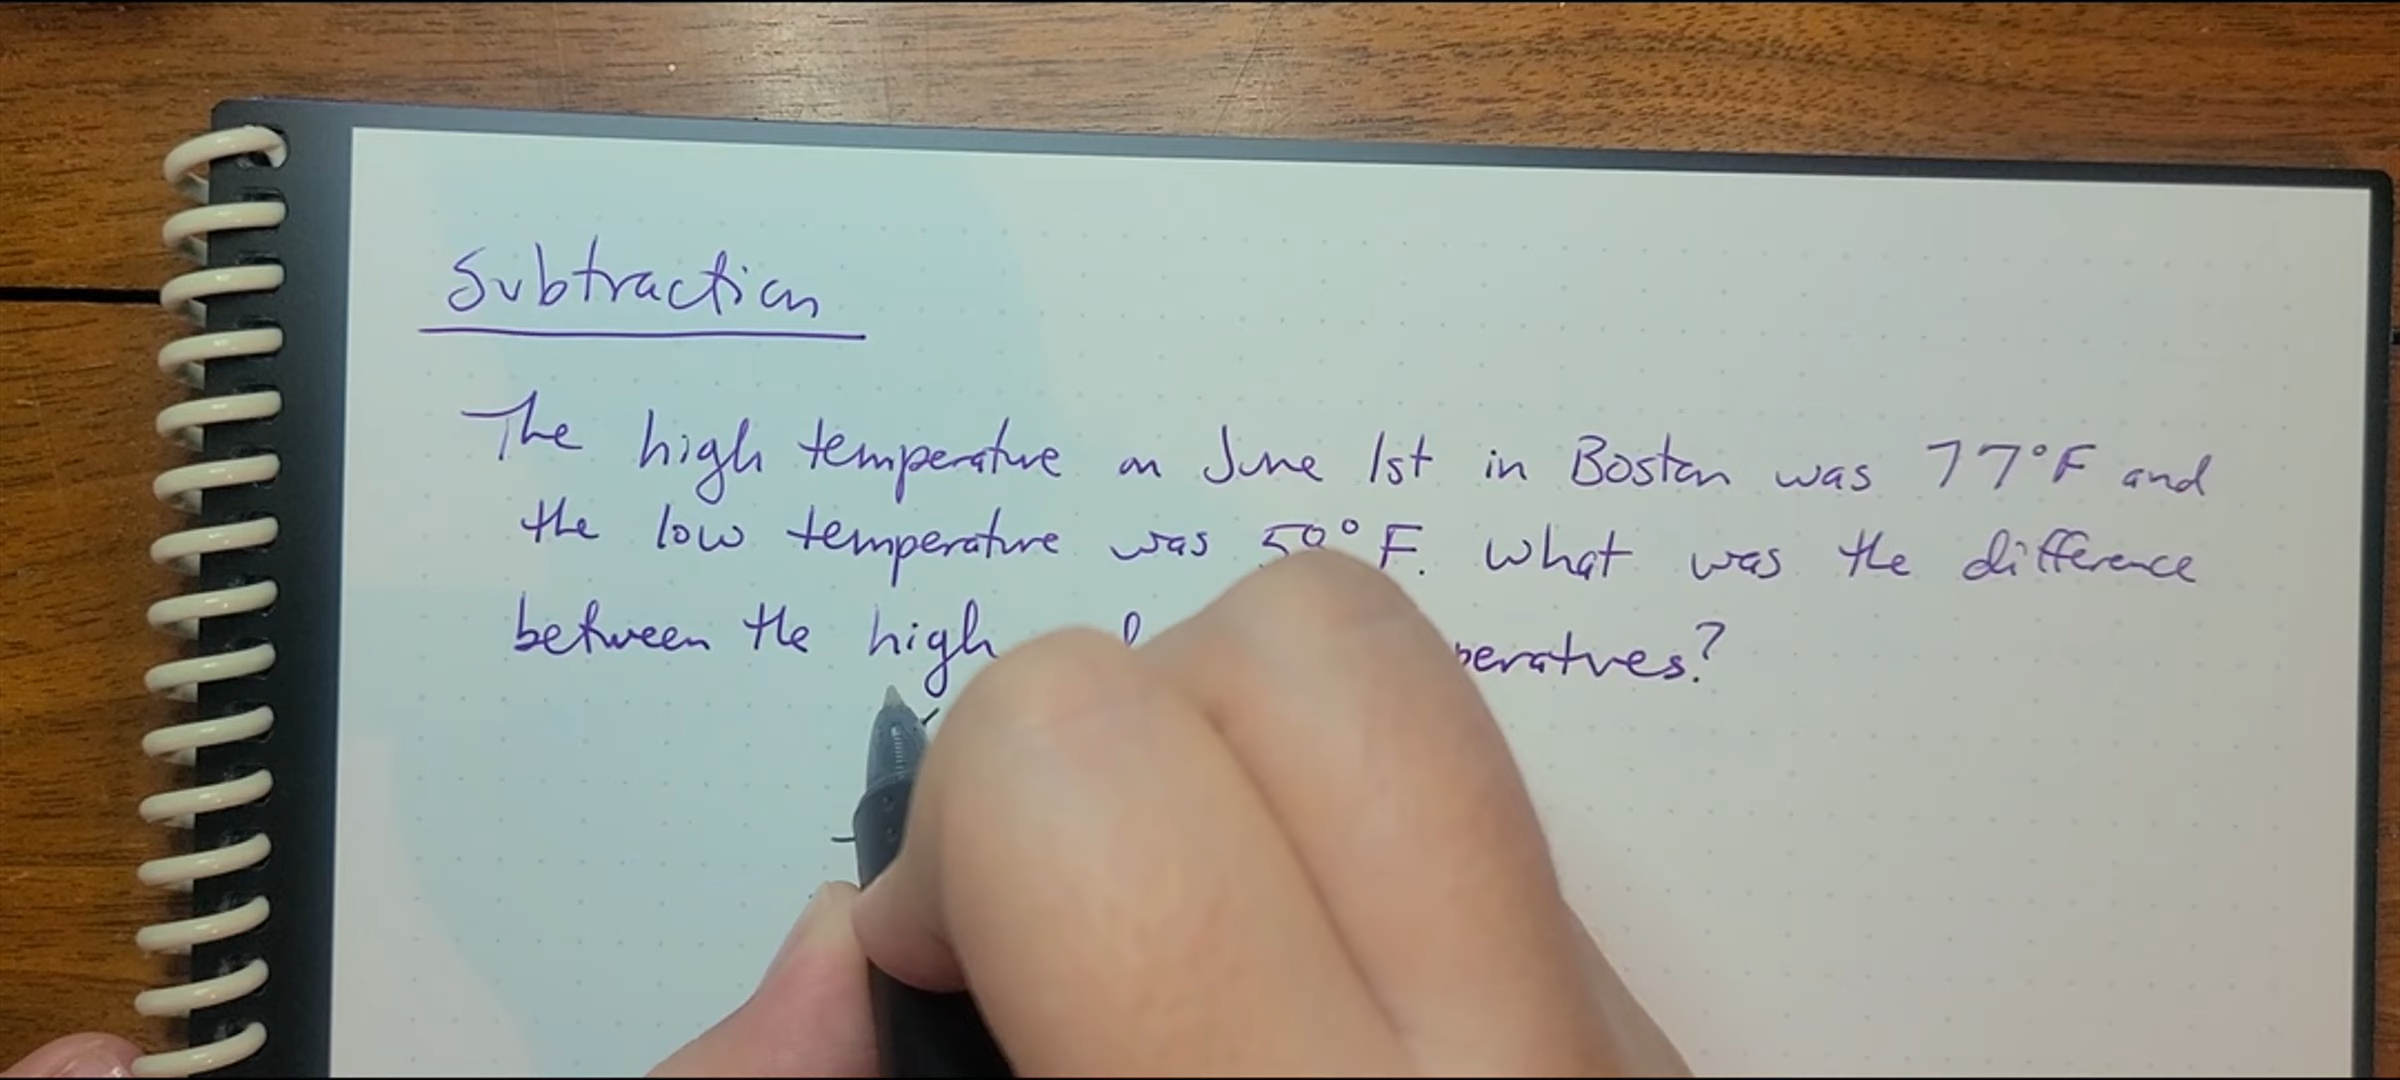 Subtraction
The high temperature on June 1st in Boston was 77°F and
the low temperature was °F. What was the difference
between the high